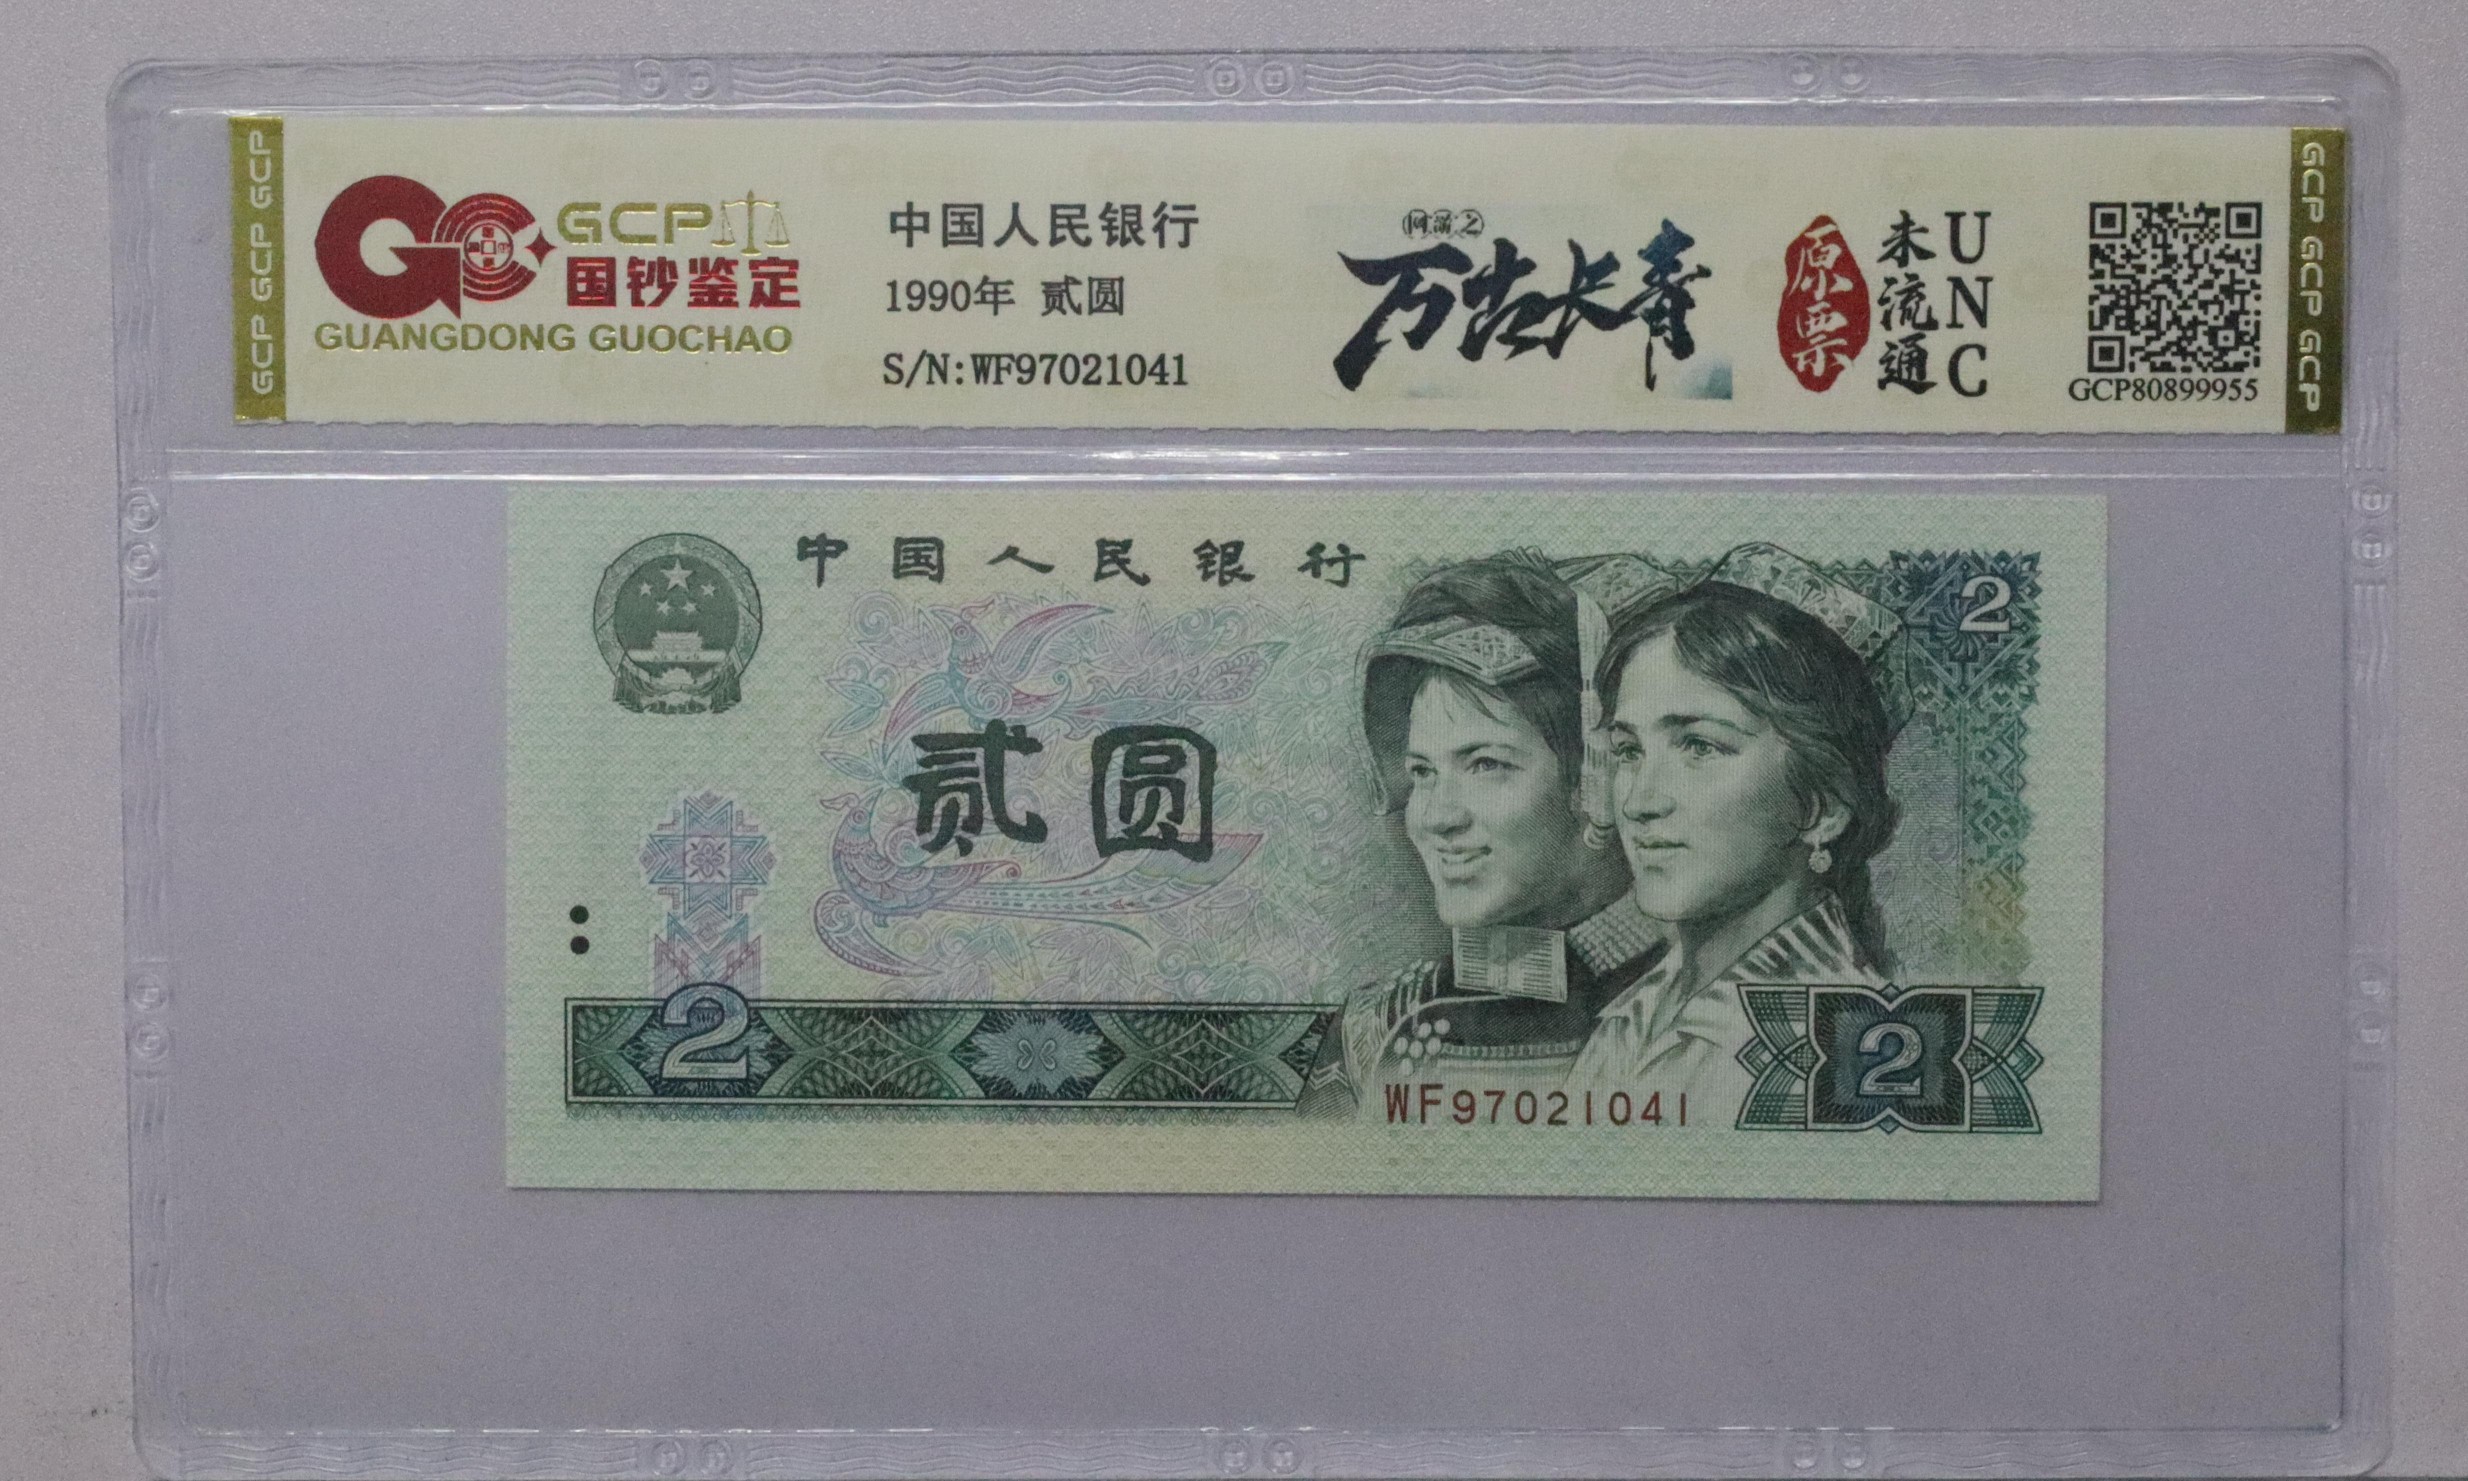 GCP GCP GCP
GCP
国钞鉴定
GUANGDONG GUOCHAO
中国人民银行
1990年 贰圆
S/N:WF97021041
万古长青
原票
未流通
UNC
GCP80899955
GCP GCP GCP
中国人民银行
2
贰圆
2
2
WF97021041